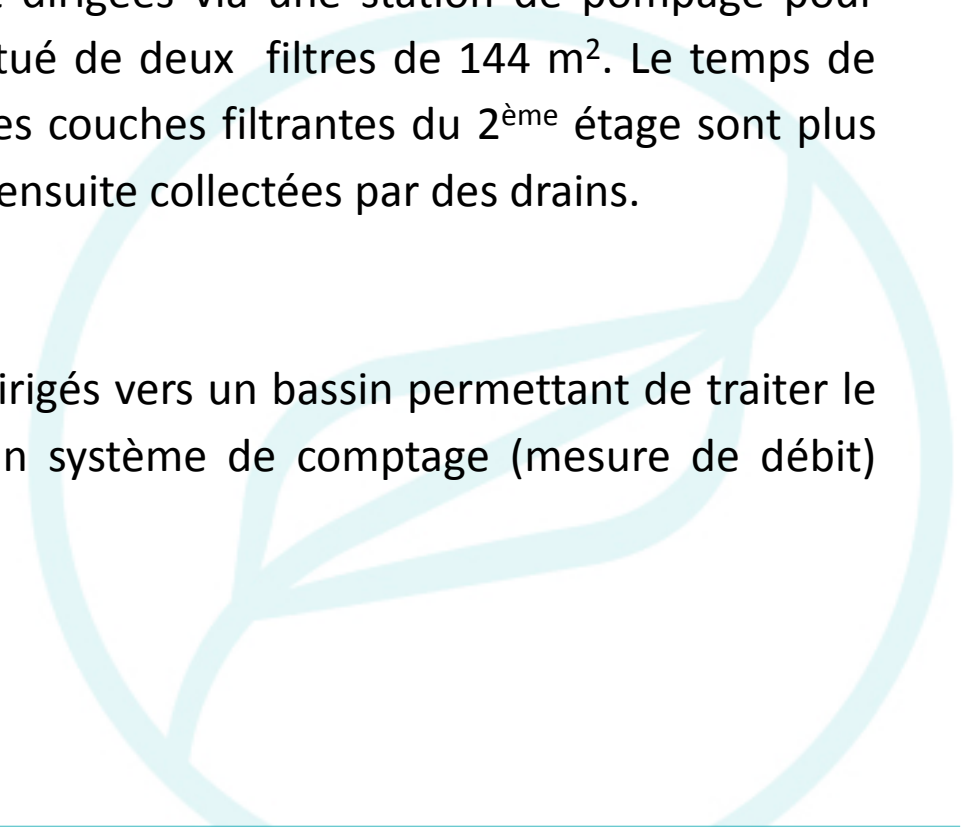 dirigées via une station de pompage pour
tué de deux filtres de 144 m². Le temps de
es couches filtrantes du 2ème étage sont plus
ensuite collectées par des drains.
irigés vers un bassin permettant de traiter le
n système de comptage (mesure de débit)